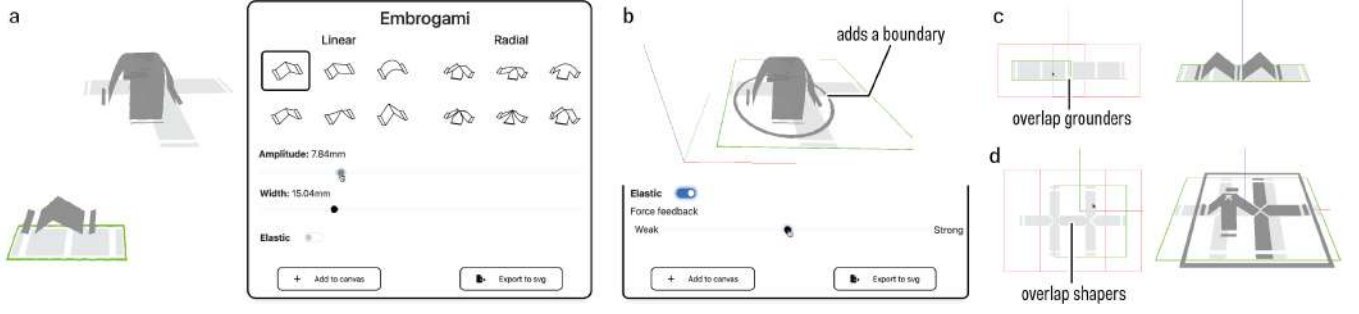 a
Embrogami
Linear
Radial
Amplitude: 7.84mm
Width: 15.04mm
Elastic
+ Add to canvas
Export to svg
b
adds a boundary
Elastic
Force feedback
Weak
Strong
+ Add to canvas
Export to svg
c
overlap grounders
d
overlap shapers